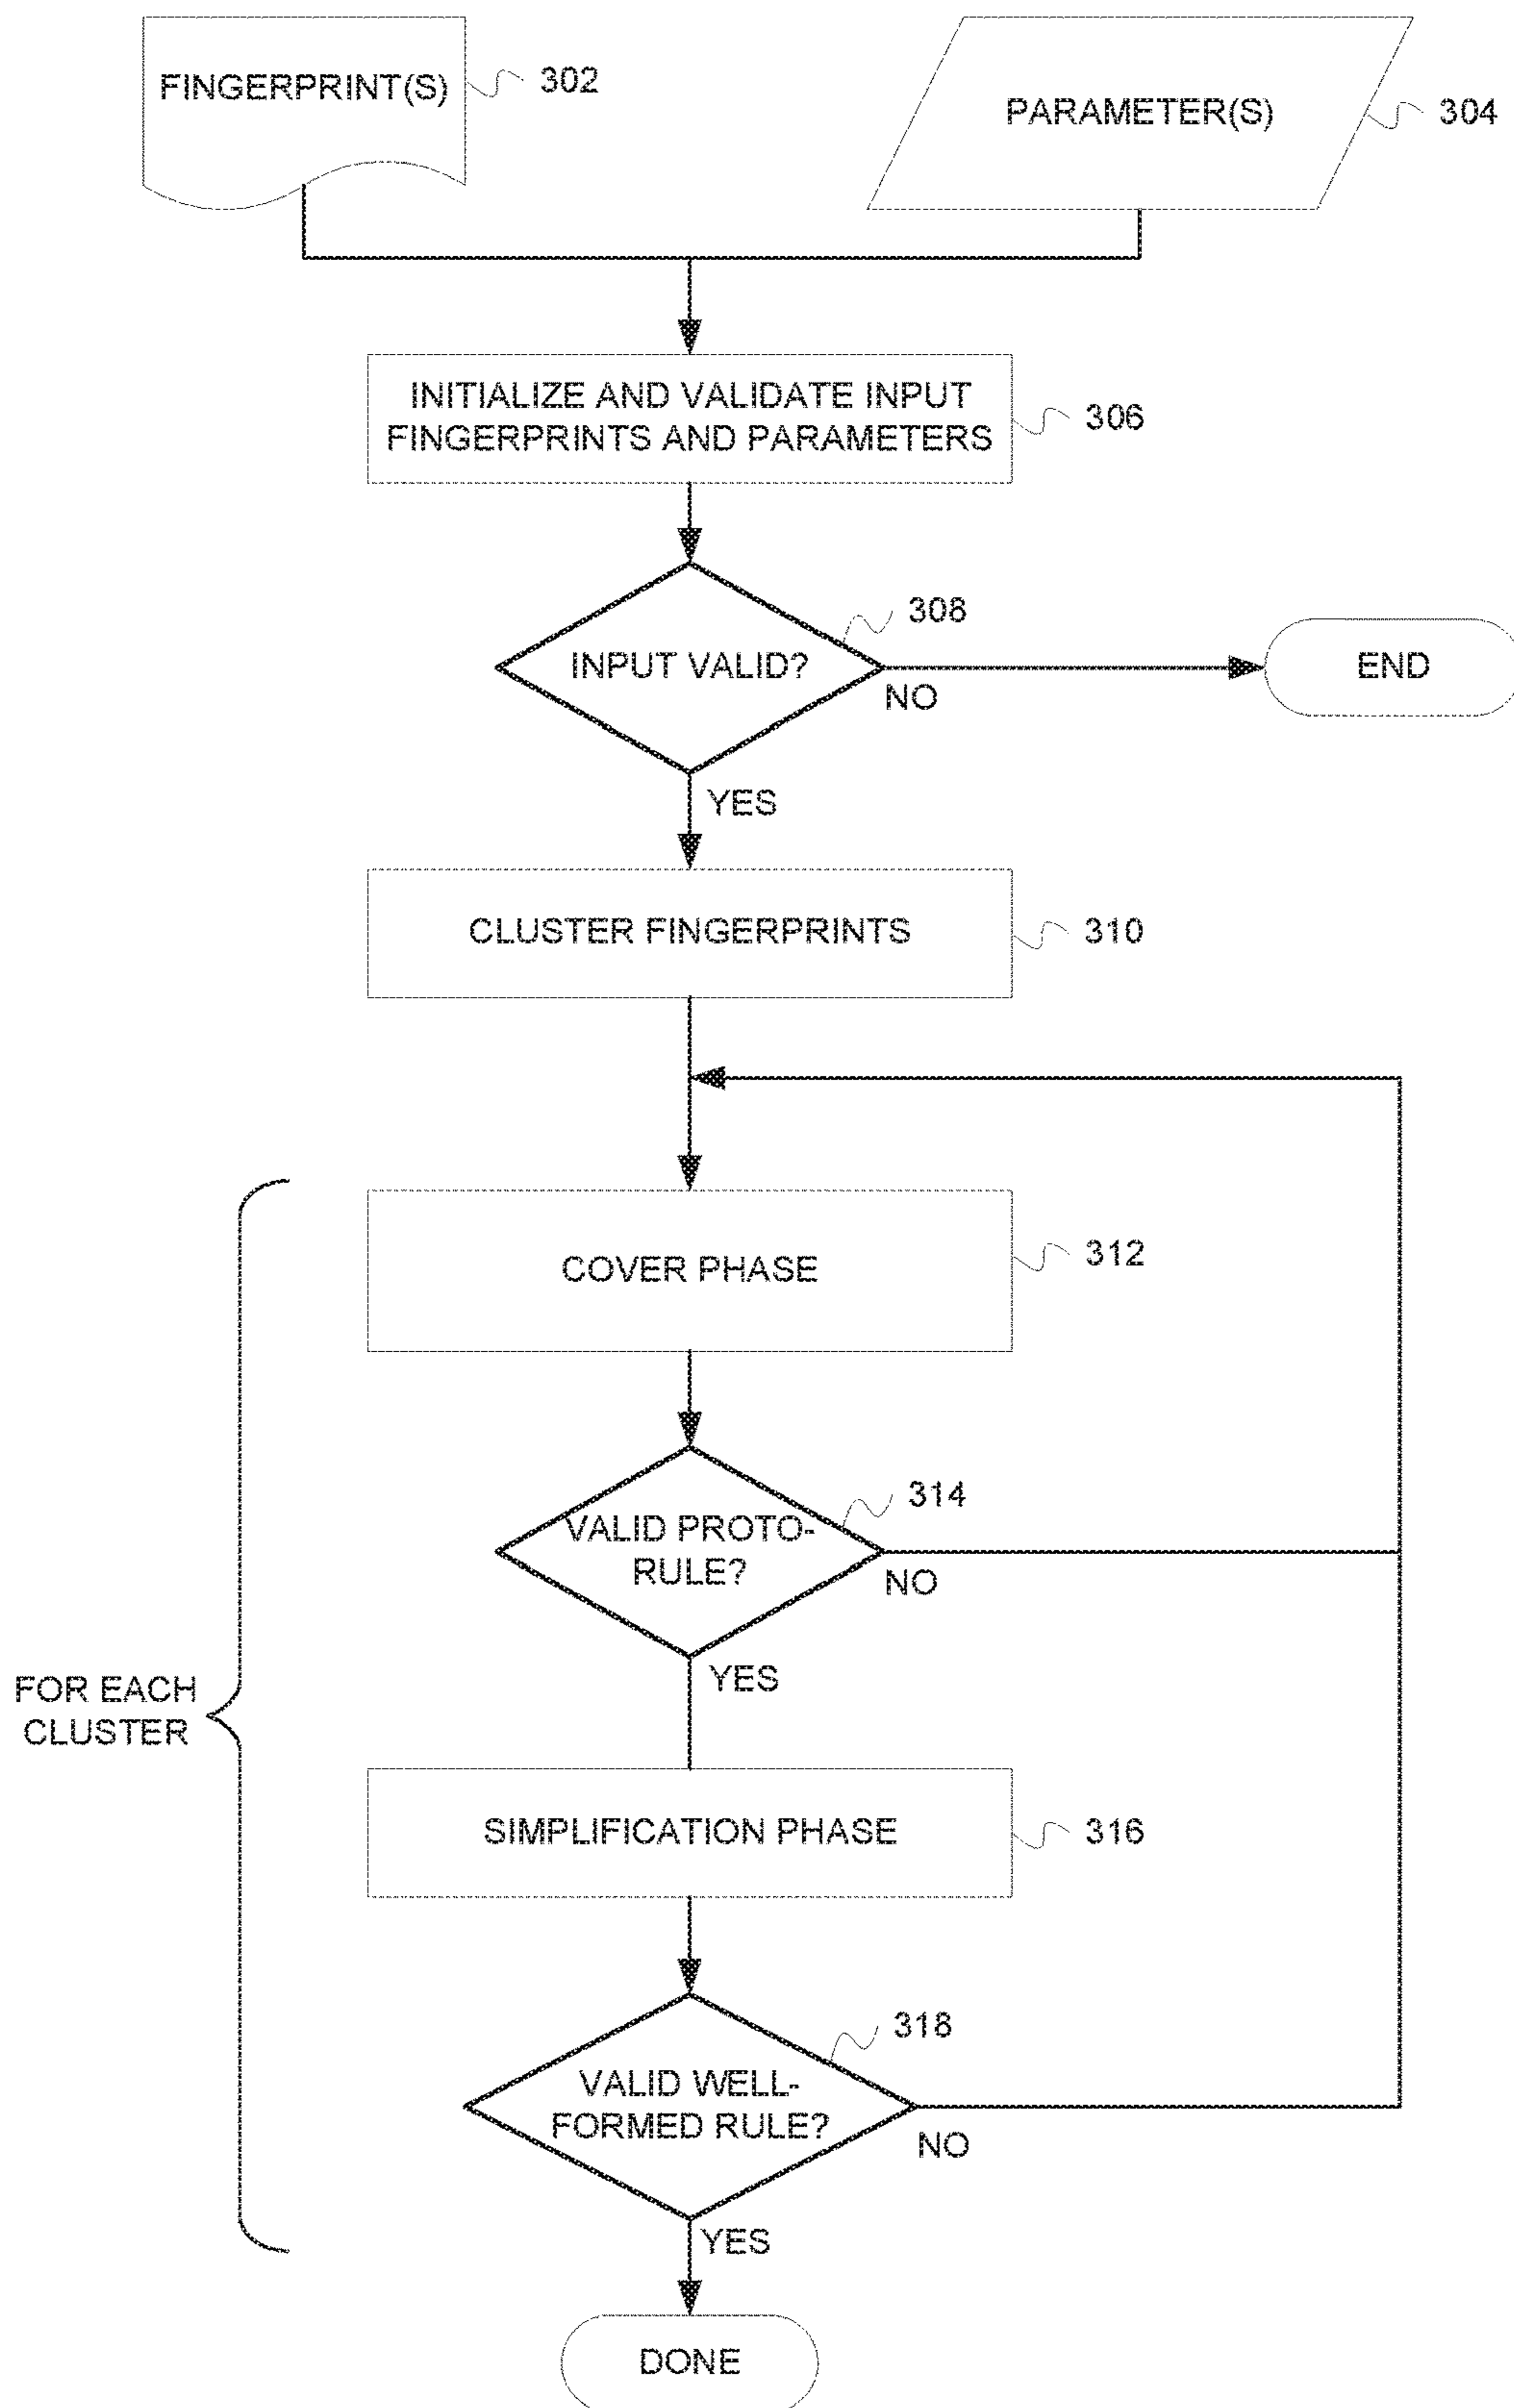 FINGERPRINT(S)
302
PARAMETER(S)
304
INITIALIZE AND VALIDATE INPUT
FINGERPRINTS AND PARAMETERS
306
308
INPUT VALID?
NO
END
YES
CLUSTER FINGERPRINTS
310
COVER PHASE
312
314
VALID PROTO-
RULE?
NO
YES
FOR EACH
CLUSTER
SIMPLIFICATION PHASE
316
318
VALID WELL-
FORMED RULE?
NO
YES
DONE